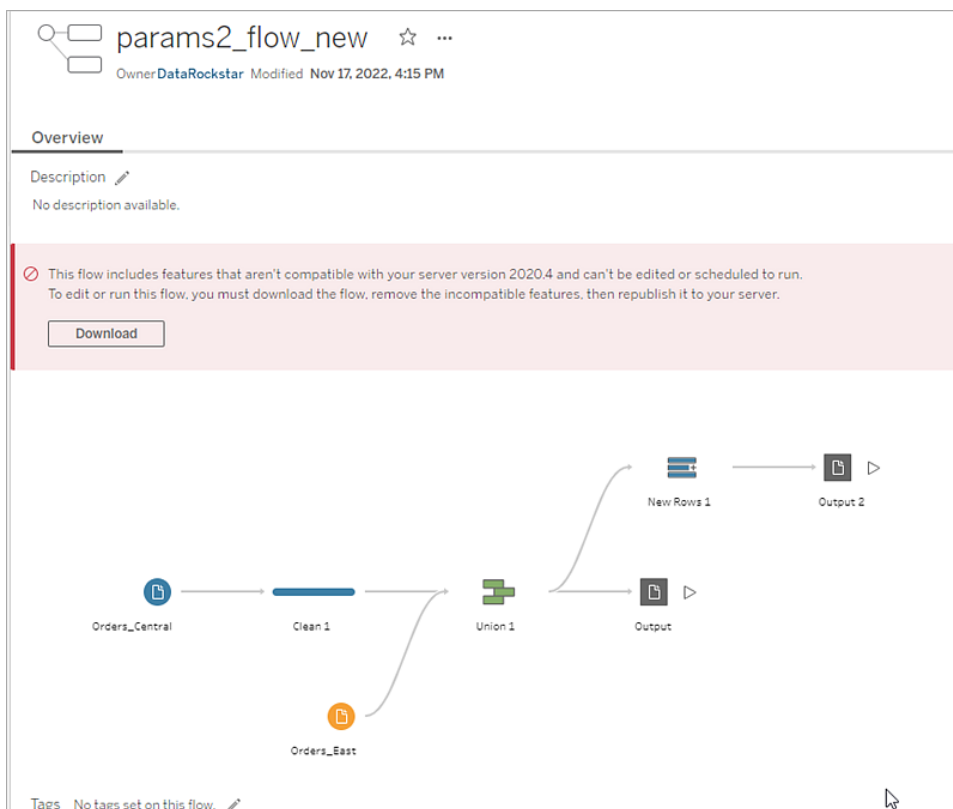 params2_flow_new
OwnerDataRockstar Modified Nov 17, 2022, 4:15 PM
Overview
Description
No description available.
This flow includes features that aren't compatible with your server version 2020.4 and can't be edited or scheduled to run.
To edit or run this flow, you must download the flow, remove the incompatible features, then republish it to your server.
Download
New Rows 1
Output 2
Orders_Central
Clean 1
Union 1
Output
Orders_East
Tags No tags set on this flow.